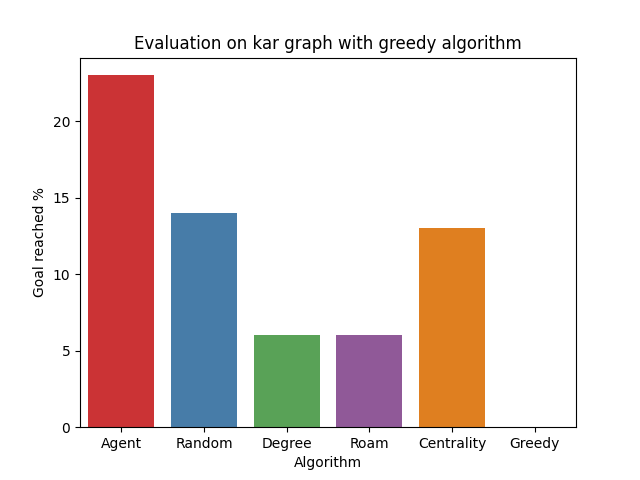 Evaluation on kar graph with greedy algorithm
Goal reached %
20
15
10
5
0
Agent Random Degree Roam Centrality Greedy
Algorithm